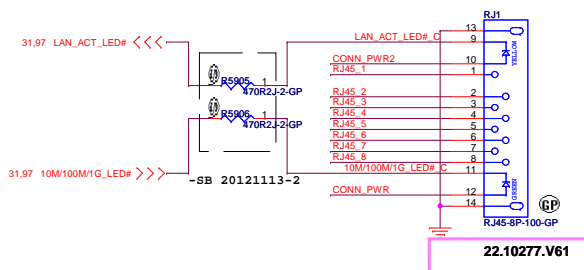 RJ1
13
31,97 LAN_ACT_LED#
LAN_ACT_LED#_C
9
YELLOW
CONN_PWR2
10
RJ45_1
1
R5905
1
470R2J-2-GP
RJ45_2
2
RJ45_3
3
R5906
1
470R2J-2-GP
RJ45_4
4
RJ45_5
5
RJ45_6
6
RJ45_7
7
RJ45_8
8
31,97 10M/100M/1G_LED#
10M/100M/1G_LED#_C
11
-SB 20121113-2
GREEN
CONN_PWR
12
14
GP
RJ45-8P-100-GP
22.10277.V61